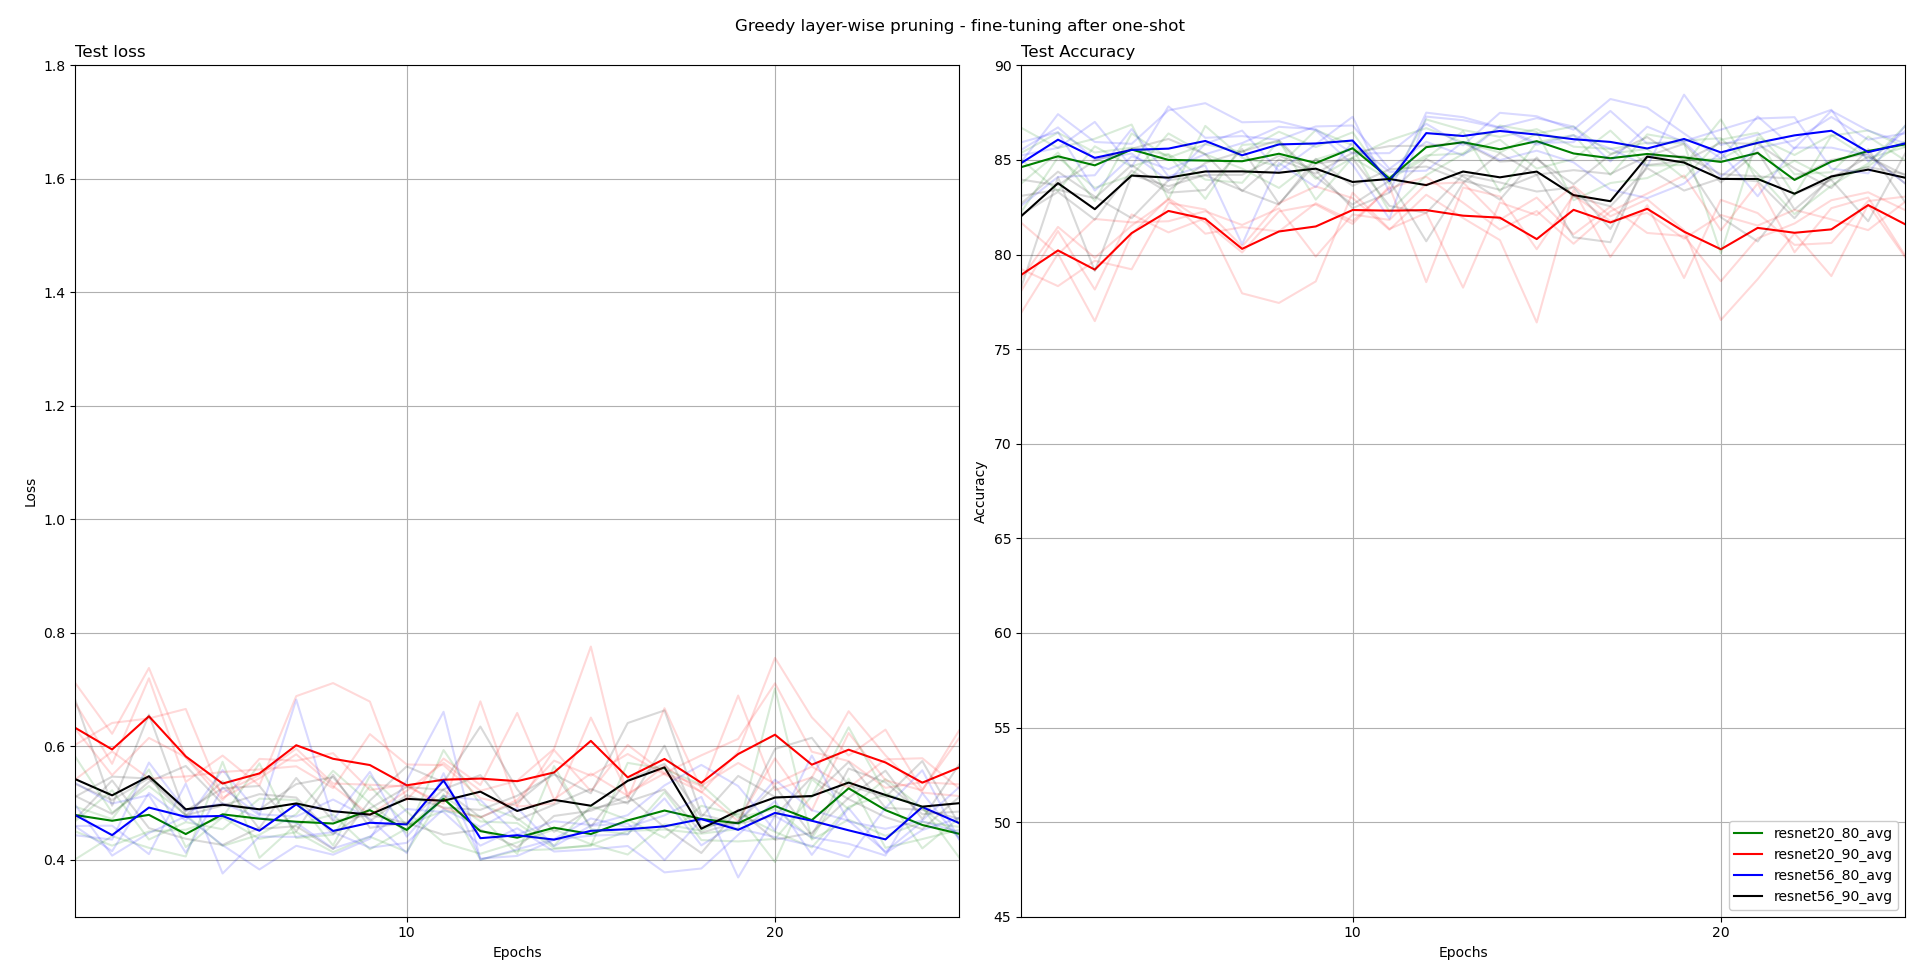 Greedy layer-wise pruning - fine-tuning after one-shot
Test loss
1.8
1.6
1.4
1.2
1.0
0.8
0.6
0.4
Loss
10
20
Epochs
Test Accuracy
90
85
80
75
70
65
60
55
50
45
Accuracy
10
20
Epochs
resnet20_80_avg
resnet20_90_avg
resnet56_80_avg
resnet56_90_avg